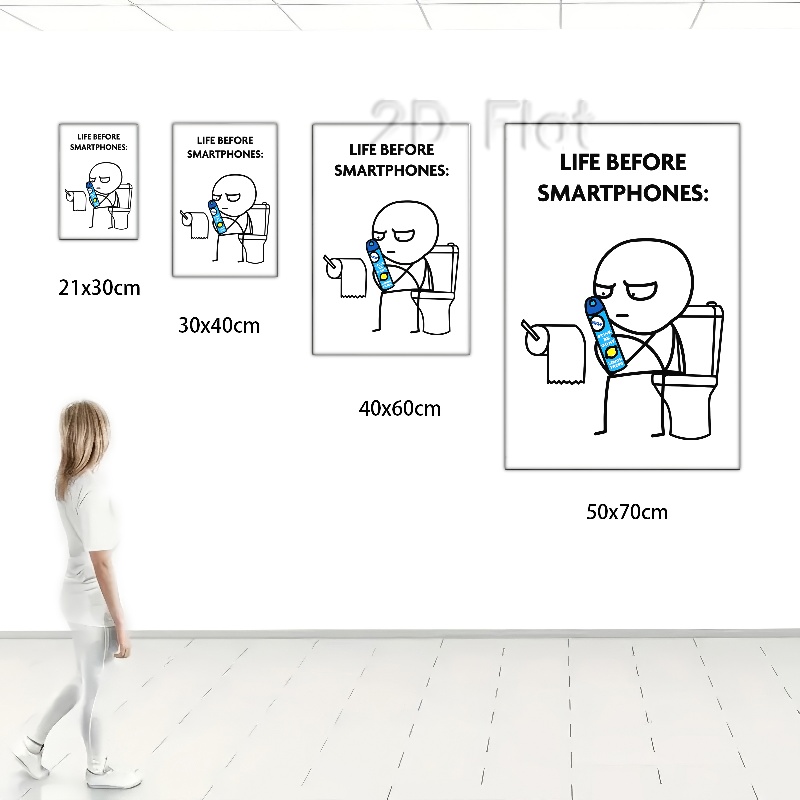 2D Flat
LIFE BEFORE
SMARTPHONES:
LIFE BEFORE
SMARTPHONES:
LIFE BEFORE
SMARTPHONES:
LIFE BEFORE
SMARTPHONES:
21x30cm
30x40cm
40x60cm
50x70cm